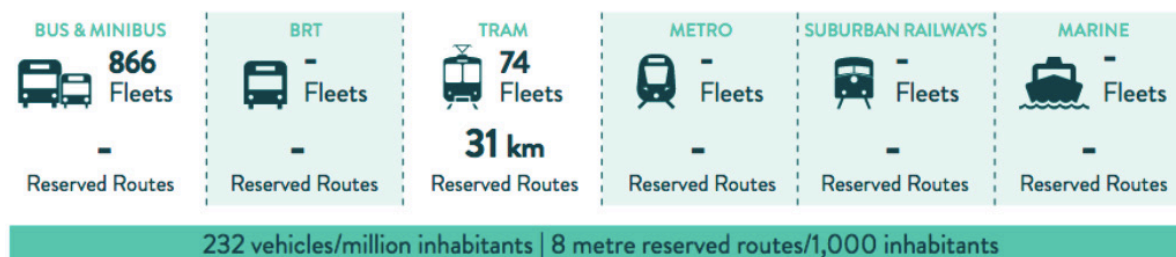 BUS & MINIBUS
866
Fleets
-
Reserved Routes
BRT
-
Fleets
-
Reserved Routes
TRAM
74
Fleets
31 km
Reserved Routes
METRO
-
Fleets
-
Reserved Routes
SUBURBAN RAILWAYS
-
Fleets
-
Reserved Routes
MARINE
-
Fleets
-
Reserved Routes
232 vehicles/million inhabitants | 8 metre reserved routes/1,000 inhabitants